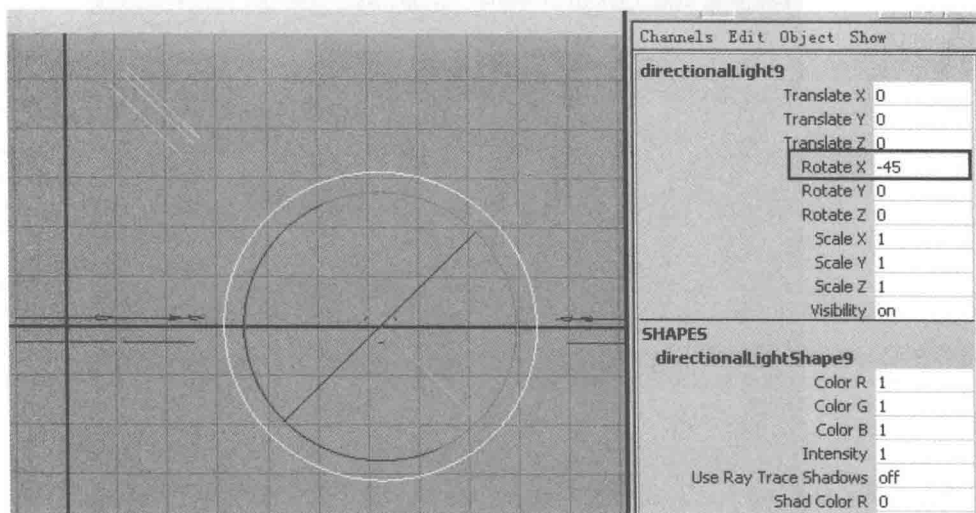 Channels Edit Object Show
directionalLight9
Translate X 0
Translate Y 0
Translate Z 0
Rotate X -45
Rotate Y 0
Rotate Z 0
Scale X 1
Scale Y 1
Scale Z 1
Visibility on
SHAPES
directionalLightShape9
Color R 1
Color G 1
Color B 1
Intensity 1
Use Ray Trace Shadows off
Shad Color R 0